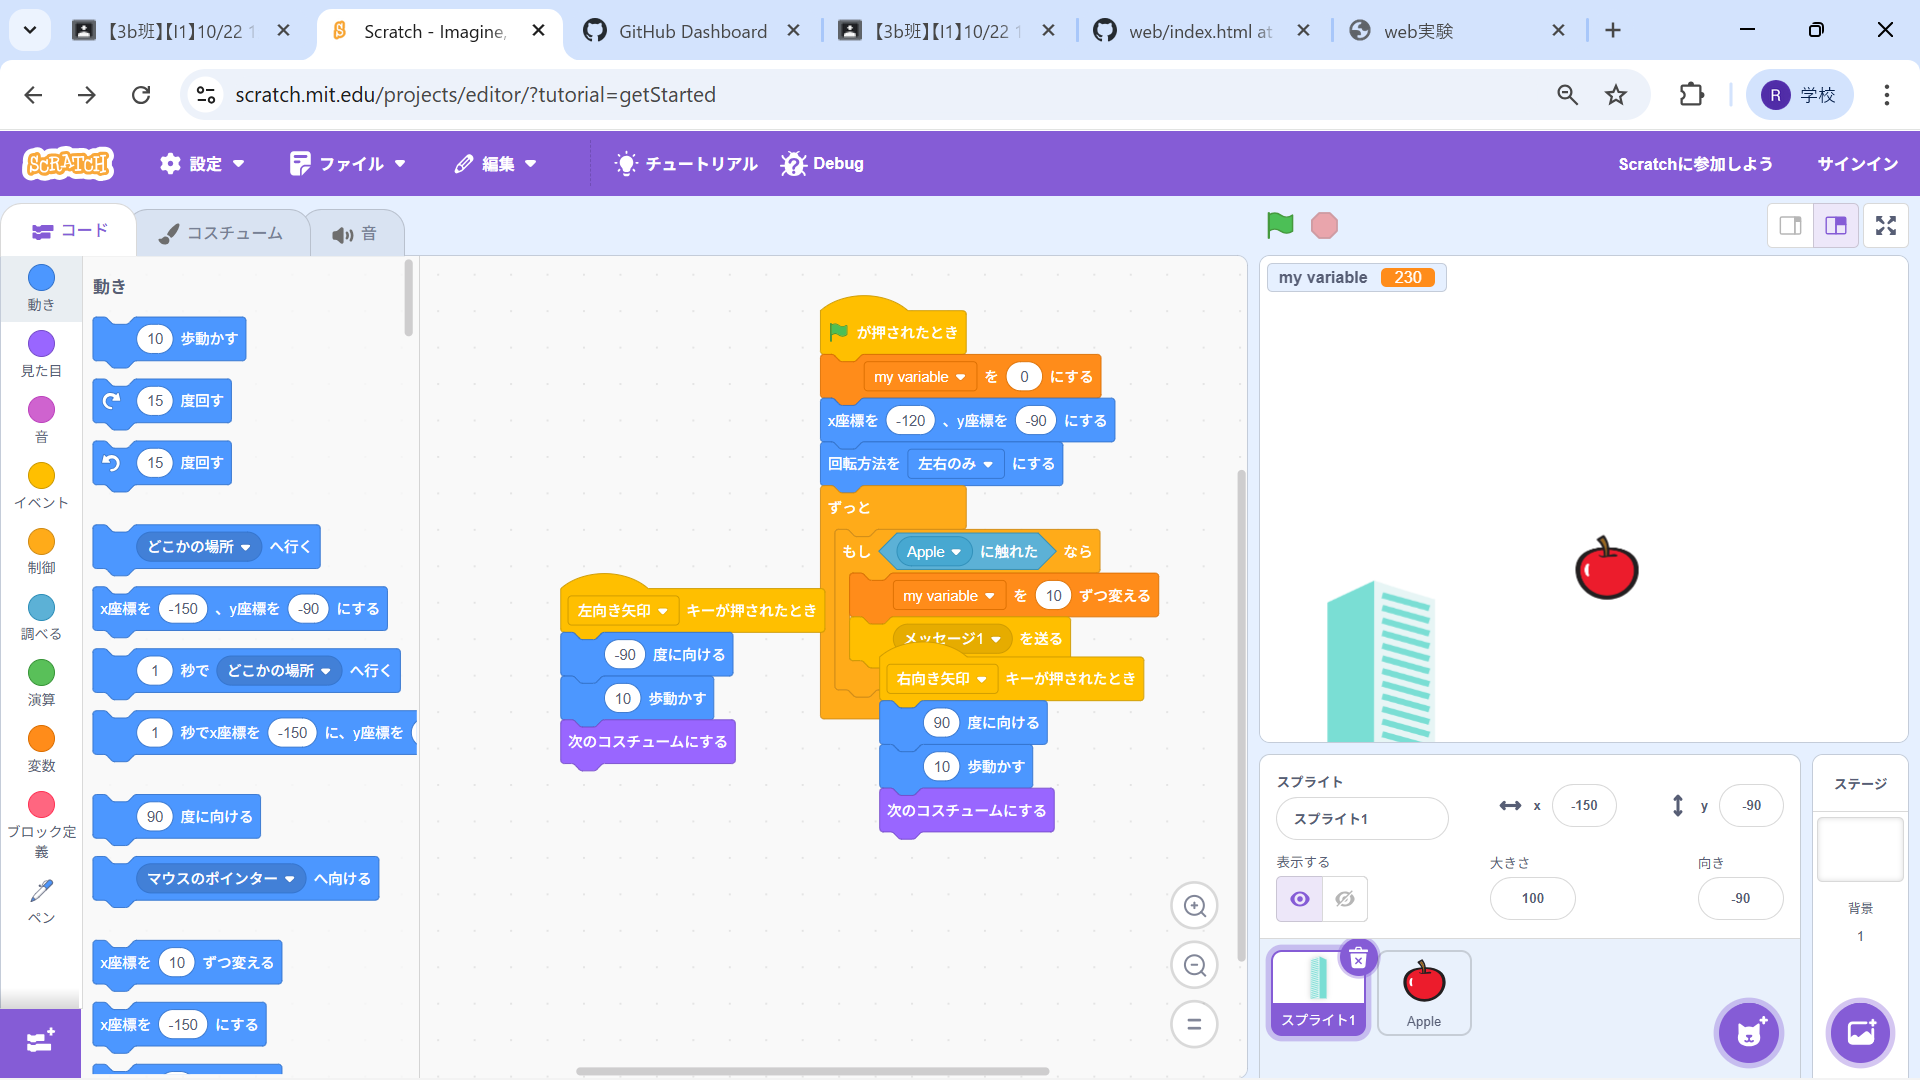 【3b班】【I1】10/22 1
Scratch - Imagine,
GitHub Dashboard
【3b班】【I1】10/22 1
web/index.html at
web実験
scratch.mit.edu/projects/editor/?tutorial=getStarted
R 学校
SCRATCH 設定 ファイル 編集 チュートリアル Debug Scratchに参加しよう サインイン
コード コスチューム 音
動き
見た目
音
イベント
制御
調べる
演算
変数
ブロック定
義
ペン
動き
10 歩動かす
15 度回す
15 度回す
どこかの場所 へ行く
x座標を -150 、y座標を -90 にする
1 秒で どこかの場所 へ行く
1 秒でx座標を -150 に、y座標を
90 度に向ける
マウスのポインター へ向ける
x座標を 10 ずつ変える
x座標を -150 にする
が押されたとき
my variable を 0 にする
x座標を -120 、y座標を -90 にする
回転方法を 左右のみ にする
ずっと
もし Apple に触れた なら
my variable を 10 ずつ変える
メッセージ1 を送る
左向き矢印 キーが押されたとき
-90 度に向ける
10 歩動かす
次のコスチュームにする
右向き矢印 キーが押されたとき
90 度に向ける
10 歩動かす
次のコスチュームにする
my variable 230
スプライト
スプライト1
x -150
y -90
表示する
大きさ
100
向き
-90
スプライト1
Apple
ステージ
背景
1